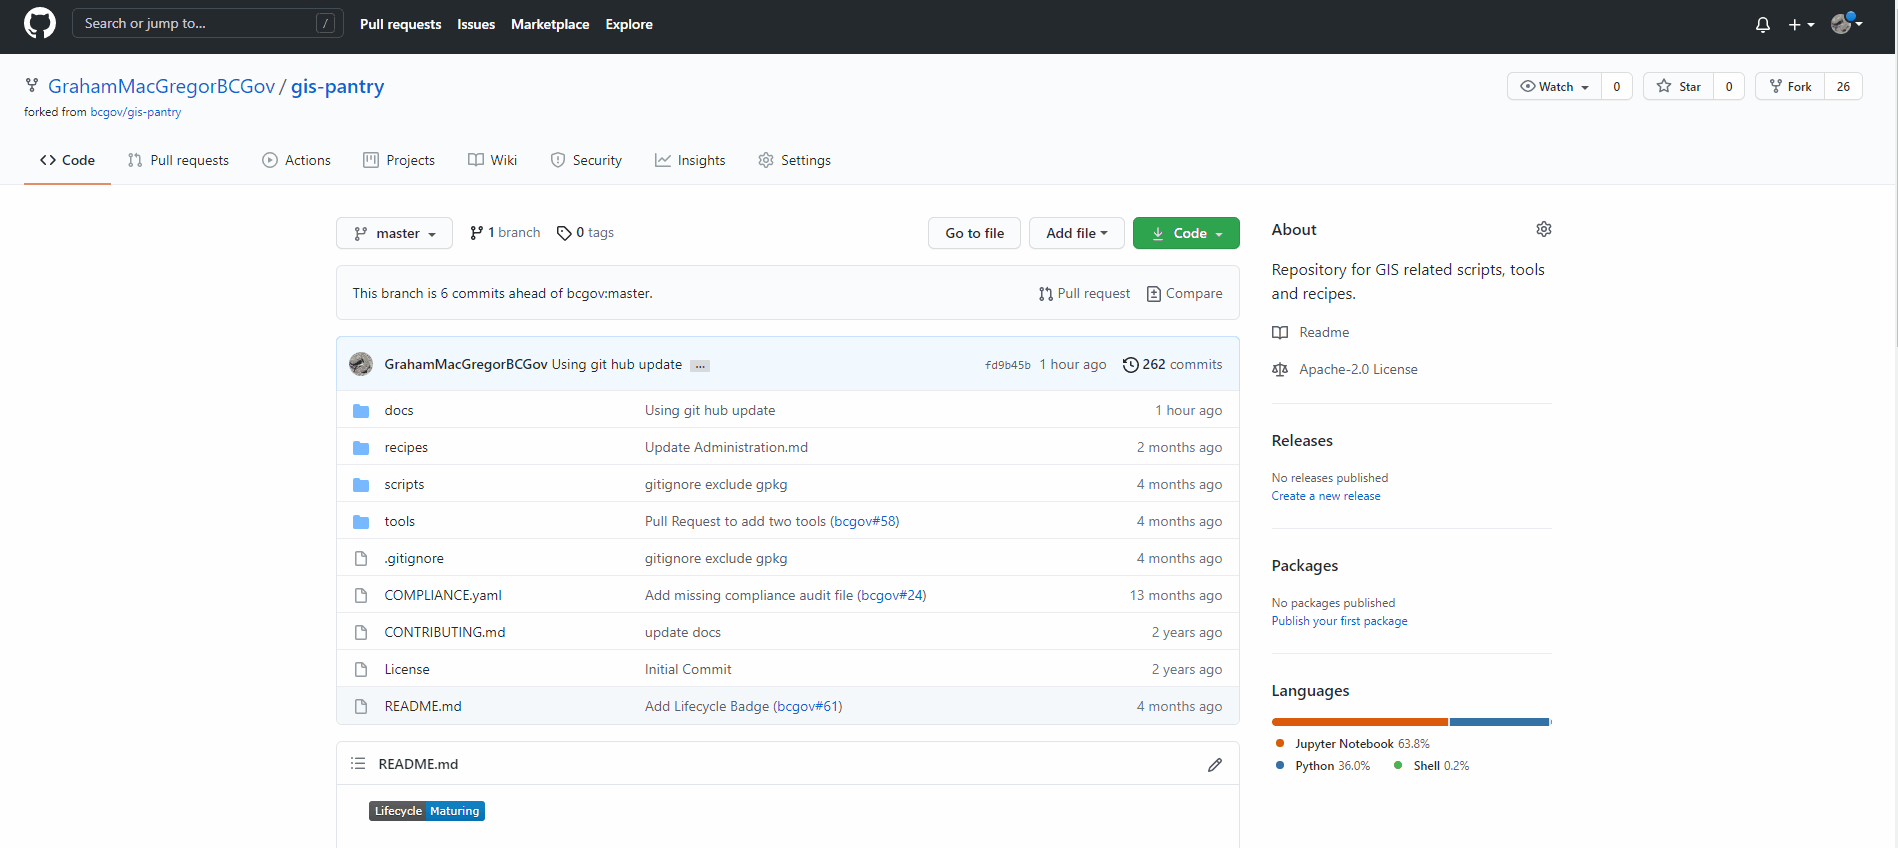 Search or jump to... /
Pull requests Issues Marketplace Explore
GrahamMacGregorBCGov / gis-pantry
forked from bcgov/gis-pantry
Watch 0 Star 0 Fork 26
Code Pull requests Actions Projects Wiki Security Insights Settings
master 1 branch 0 tags Go to file Add file Code
This branch is 6 commits ahead of bcgov:master. Pull request Compare
GrahamMacGregorBCGov Using git hub update ... fd9b45b 1 hour ago 262 commits
docs Using git hub update 1 hour ago
recipes Update Administration.md 2 months ago
scripts gitignore exclude gpkg 4 months ago
tools Pull Request to add two tools (bcgov#58) 4 months ago
.gitignore gitignore exclude gpkg 4 months ago
COMPLIANCE.yaml Add missing compliance audit file (bcgov#24) 13 months ago
CONTRIBUTING.md update docs 2 years ago
License Initial Commit 2 years ago
README.md Add Lifecycle Badge (bcgov#61) 4 months ago
README.md
Lifecycle Maturing
About
Repository for GIS related scripts, tools
and recipes.
Readme
Apache-2.0 License
Releases
No releases published
Create a new release
Packages
No packages published
Publish your first package
Languages
Jupyter Notebook 63.8%
Python 36.0% Shell 0.2%